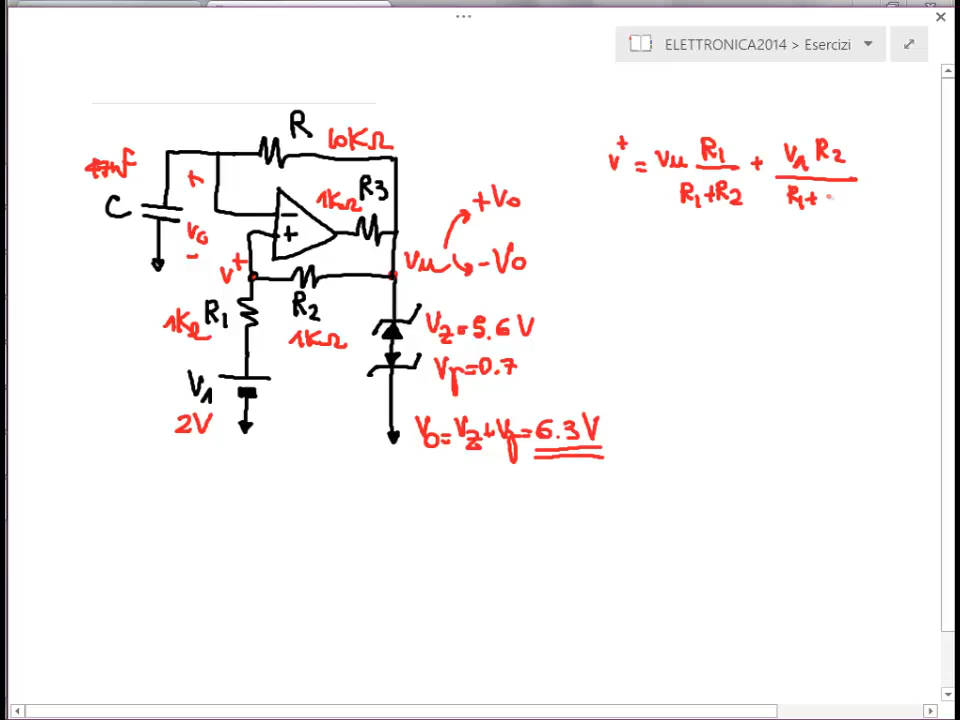 ELETTRONICA2014 > Esercizi
R
10KΩ
47nF
C
+
v0
-
-
+
1KΩ
R3
+V0
vu
-V0
v+
R2
1KΩ
R1
1KΩ
V1
2V
Vz=5.6 V
Vγ=0.7
V0=Vz+Vγ=6.3V
v+ = vu R1 / R1+R2 + V1 R2 / R1+